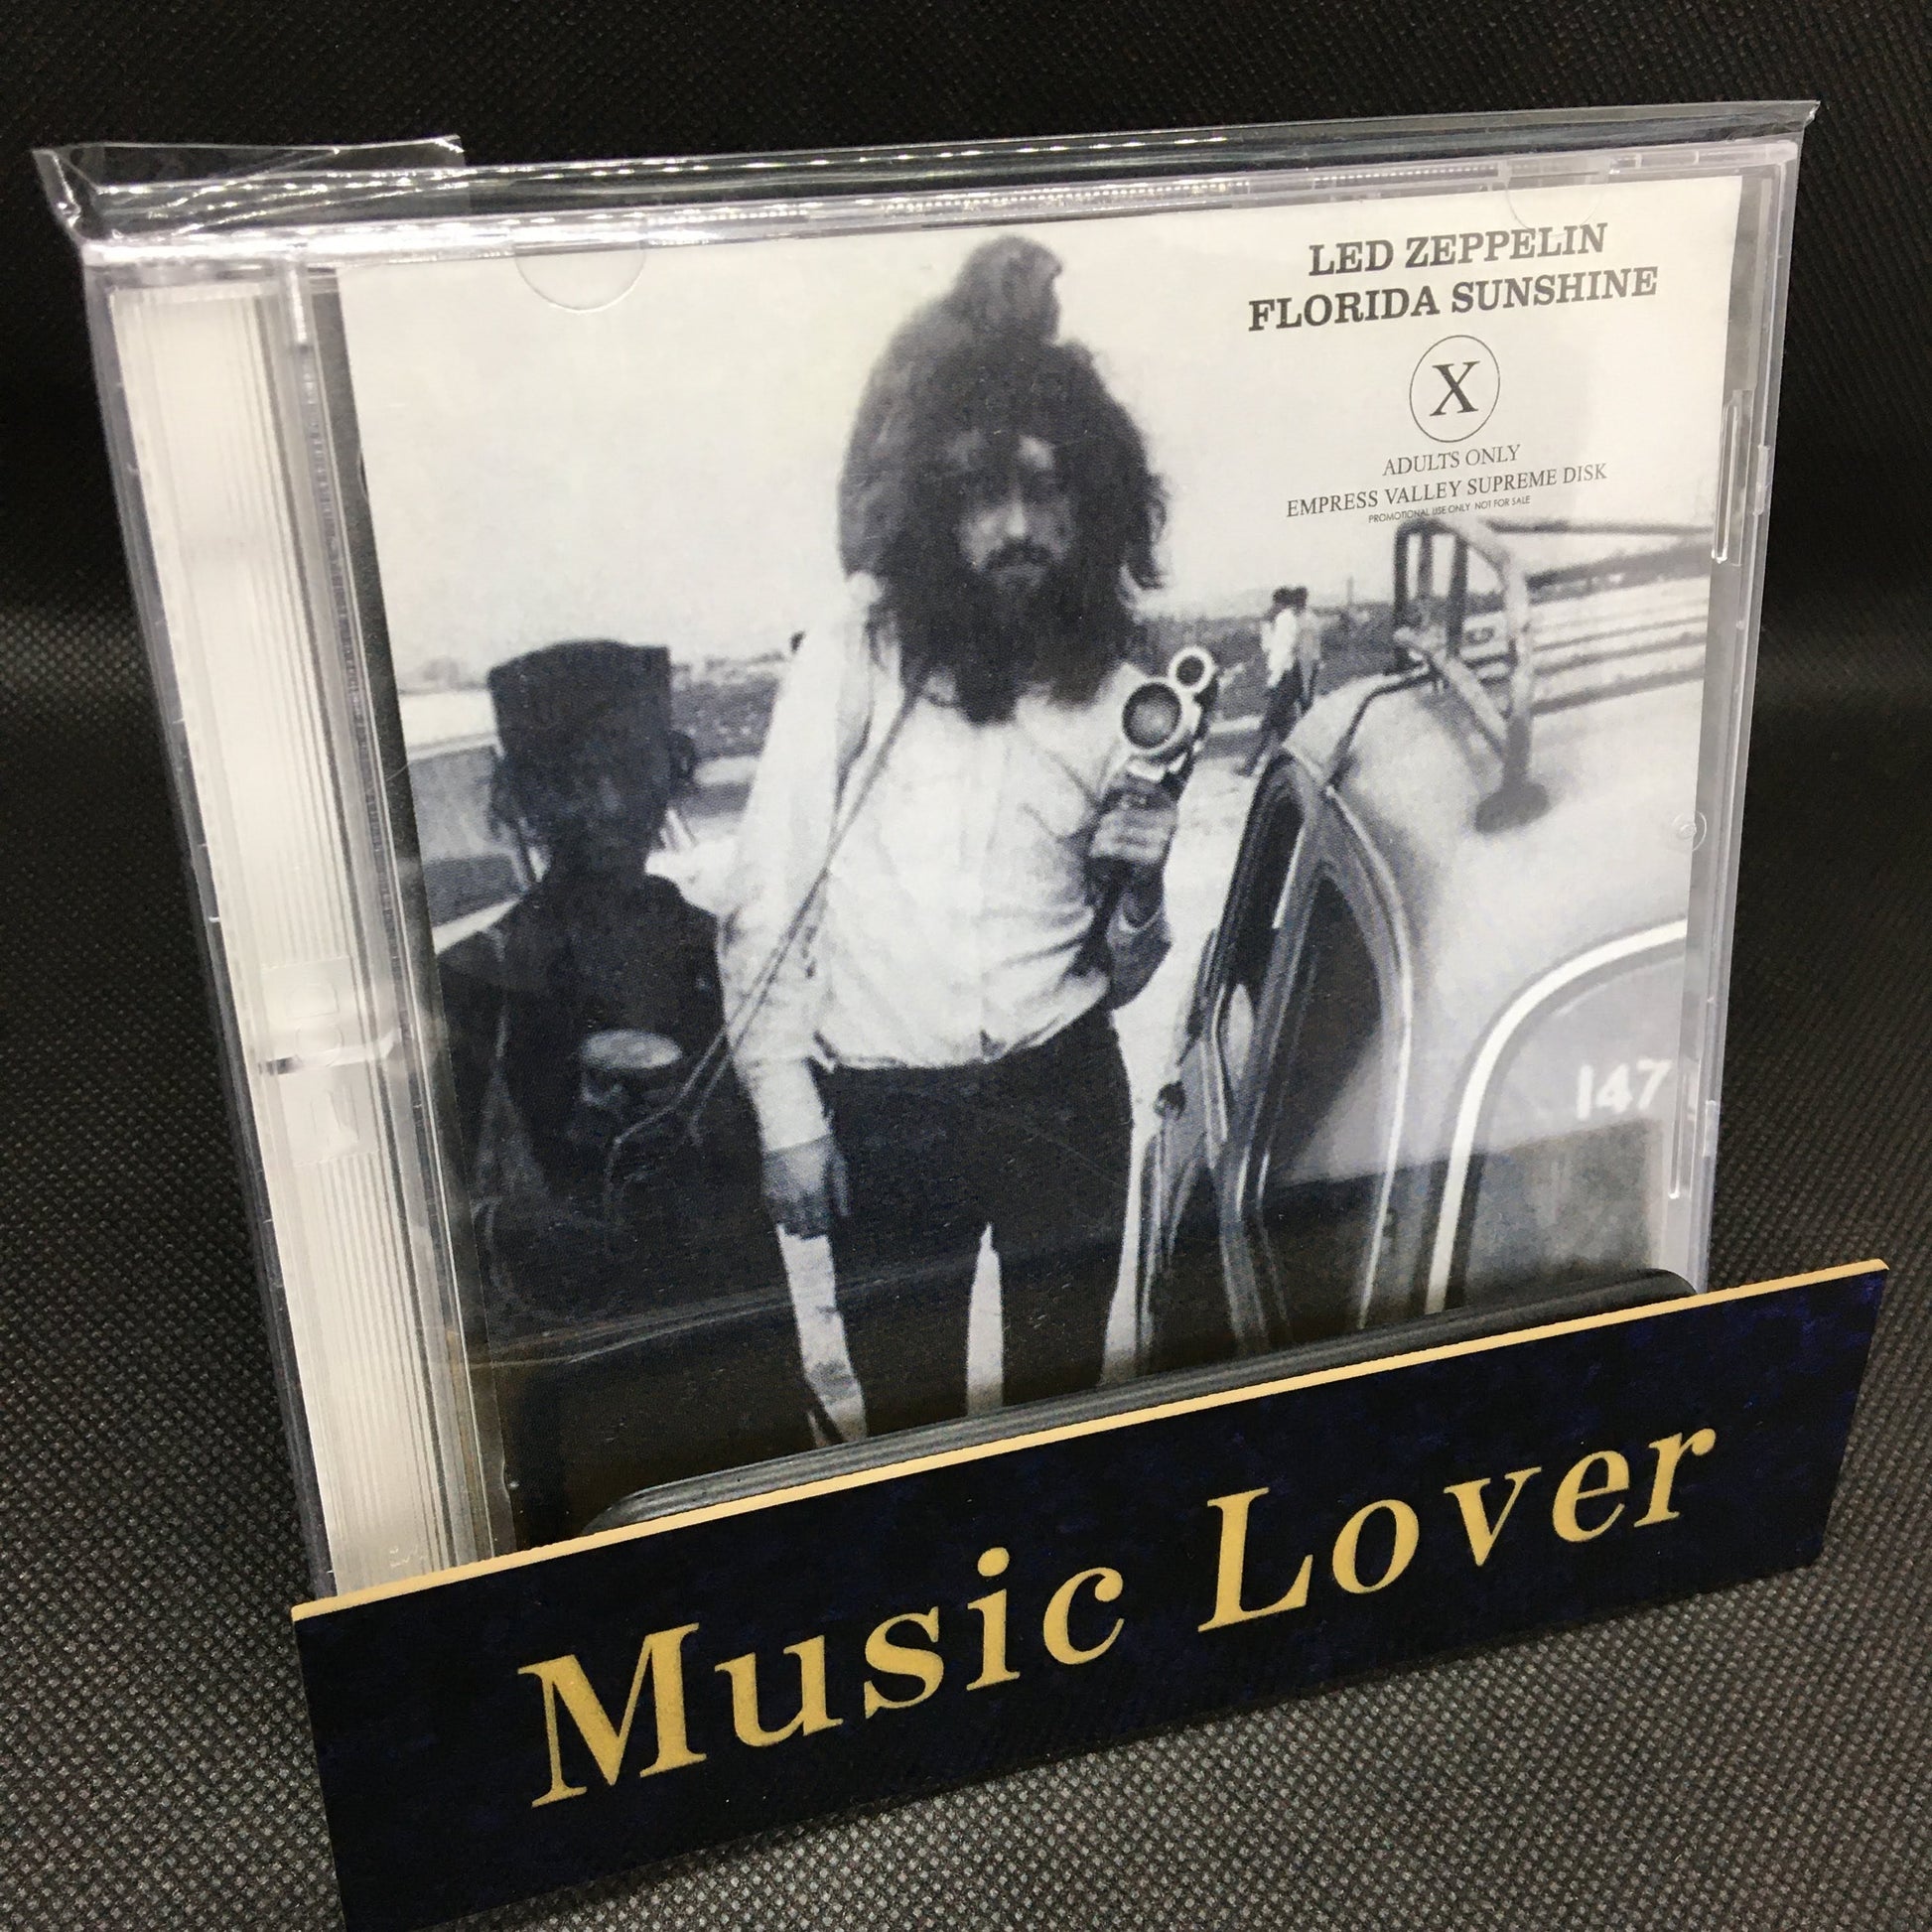 LED ZEPPELIN
FLORIDA SUNSHINE
X
ADULTS ONLY
EMPRESS VALLEY SUPREME DISK
PROMOTIONAL USE ONLY NOT FOR SALE
147
Music Lover